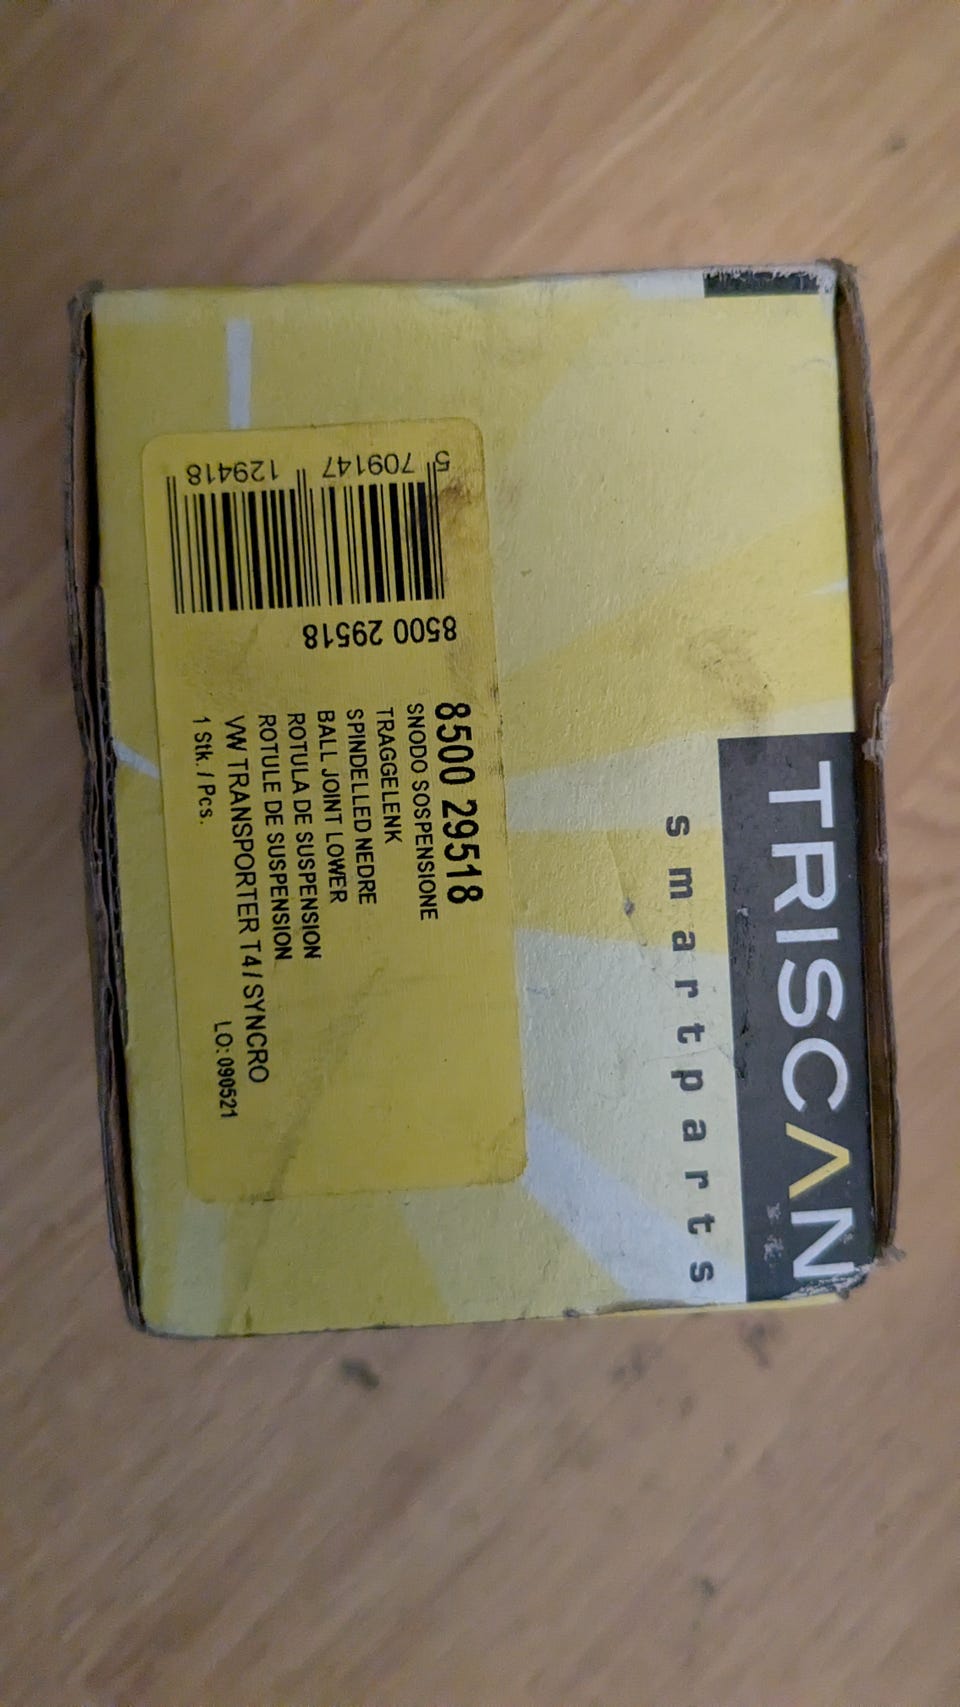 TRISCAN
smartparts
8500 29518
SNODO SOSPENSIONE
TRAGGELENK
SPINDELLED NEDRE
BALL JOINT LOWER
ROTULA DE SUSPENSION
ROTULE DE SUSPENSION
VW TRANSPORTER T4 / SYNCRO
1 Stk. / Pcs.
LO: 090521
5 709147 129418
8500 29518